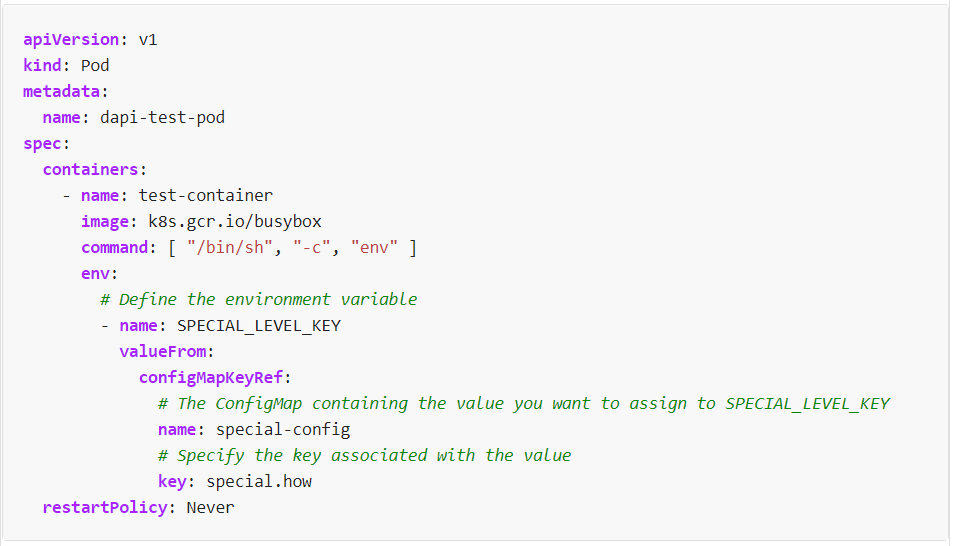 apiVersion: v1
kind: Pod
metadata:
  name: dapi-test-pod
spec:
  containers:
    - name: test-container
      image: k8s.gcr.io/busybox
      command: [ "/bin/sh", "-c", "env" ]
      env:
        # Define the environment variable
        - name: SPECIAL_LEVEL_KEY
          valueFrom:
            configMapKeyRef:
              # The ConfigMap containing the value you want to assign to SPECIAL_LEVEL_KEY
              name: special-config
              # Specify the key associated with the value
              key: special.how
  restartPolicy: Never